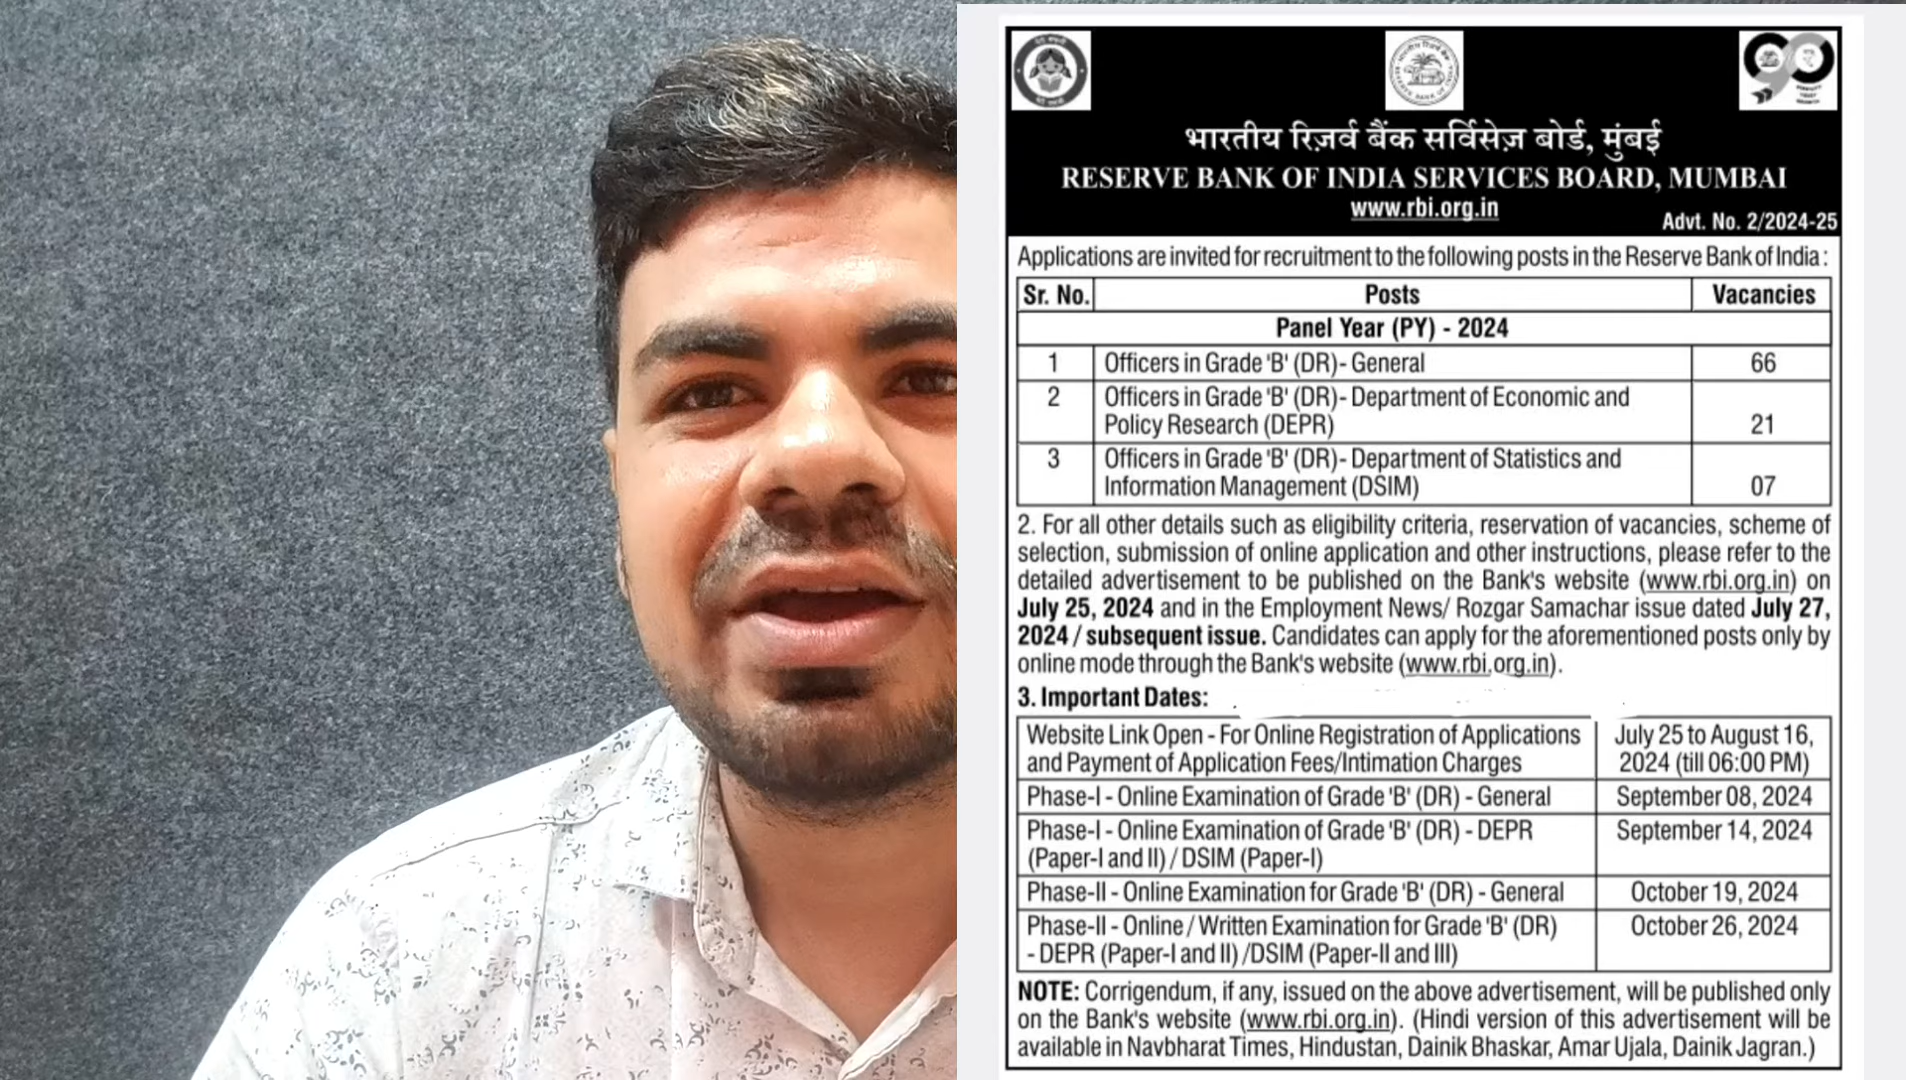 भारतीय रिज़र्व बैंक सर्विसेज़ बोर्ड, मुंबई
RESERVE BANK OF INDIA SERVICES BOARD, MUMBAI
www.rbi.org.in
Advt. No. 2/2024-25
Applications are invited for recruitment to the following posts in the Reserve Bank of India :
Sr. No. Posts Vacancies
Panel Year (PY) - 2024
1 Officers in Grade 'B' (DR)- General 66
2 Officers in Grade 'B' (DR)- Department of Economic and
Policy Research (DEPR) 21
3 Officers in Grade 'B' (DR)- Department of Statistics and
Information Management (DSIM) 07
2. For all other details such as eligibility criteria, reservation of vacancies, scheme of
selection, submission of online application and other instructions, please refer to the
detailed advertisement to be published on the Bank's website (www.rbi.org.in) on
July 25, 2024 and in the Employment News/ Rozgar Samachar issue dated July 27,
2024 / subsequent issue. Candidates can apply for the aforementioned posts only by
online mode through the Bank's website (www.rbi.org.in).
3. Important Dates:
Website Link Open - For Online Registration of Applications July 25 to August 16,
and Payment of Application Fees/Intimation Charges 2024 (till 06:00 PM)
Phase-I - Online Examination of Grade 'B' (DR) - General September 08, 2024
Phase-I - Online Examination of Grade 'B' (DR) - DEPR September 14, 2024
(Paper-I and II) / DSIM (Paper-I)
Phase-II - Online Examination for Grade 'B' (DR) - General October 19, 2024
Phase-II - Online / Written Examination for Grade 'B' (DR) October 26, 2024
- DEPR (Paper-I and II) /DSIM (Paper-II and III)
NOTE: Corrigendum, if any, issued on the above advertisement, will be published only
on the Bank's website (www.rbi.org.in). (Hindi version of this advertisement will be
available in Navbharat Times, Hindustan, Dainik Bhaskar, Amar Ujala, Dainik Jagran.)